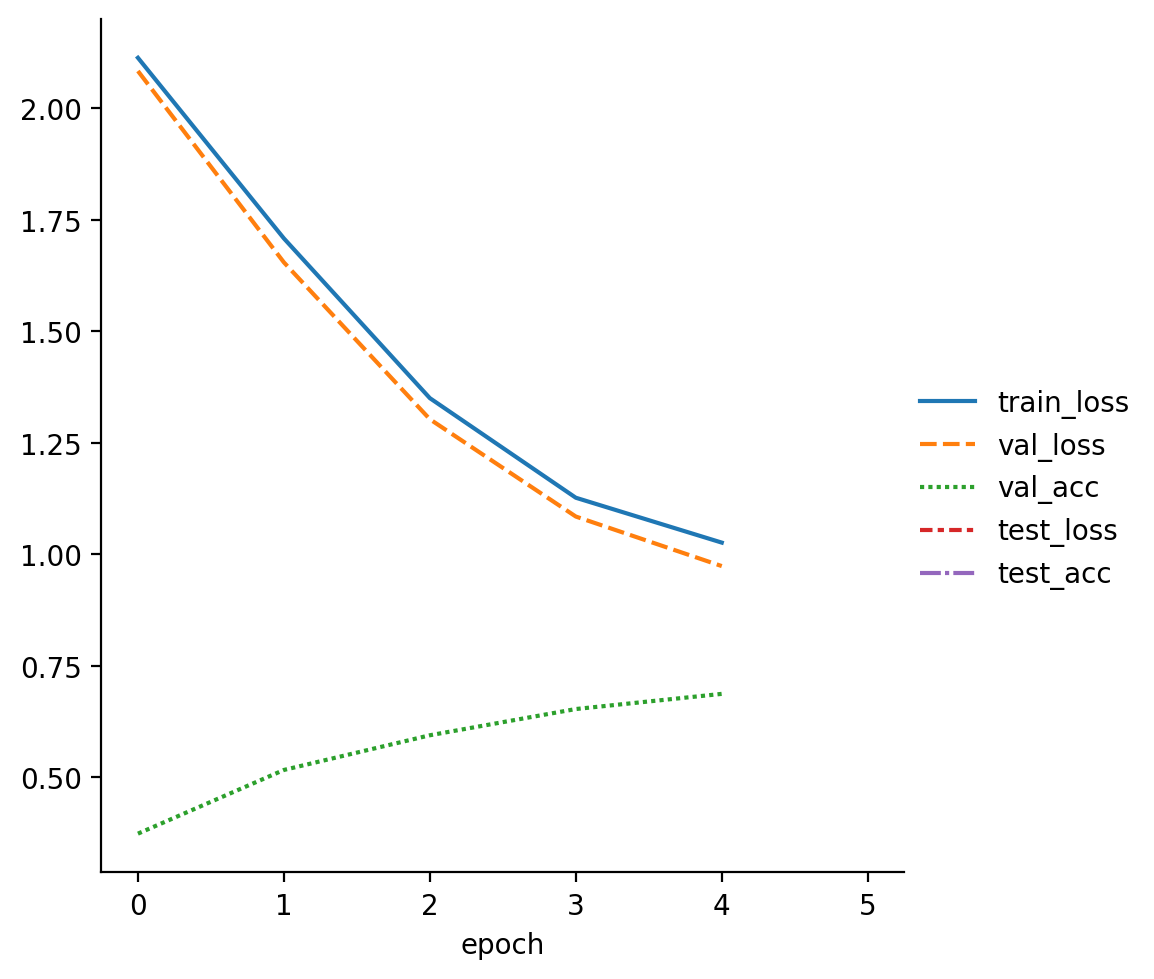 2.00
1.75
1.50
1.25
1.00
0.75
0.50
0 1 2 3 4 5
epoch
train_loss
val_loss
val_acc
test_loss
test_acc